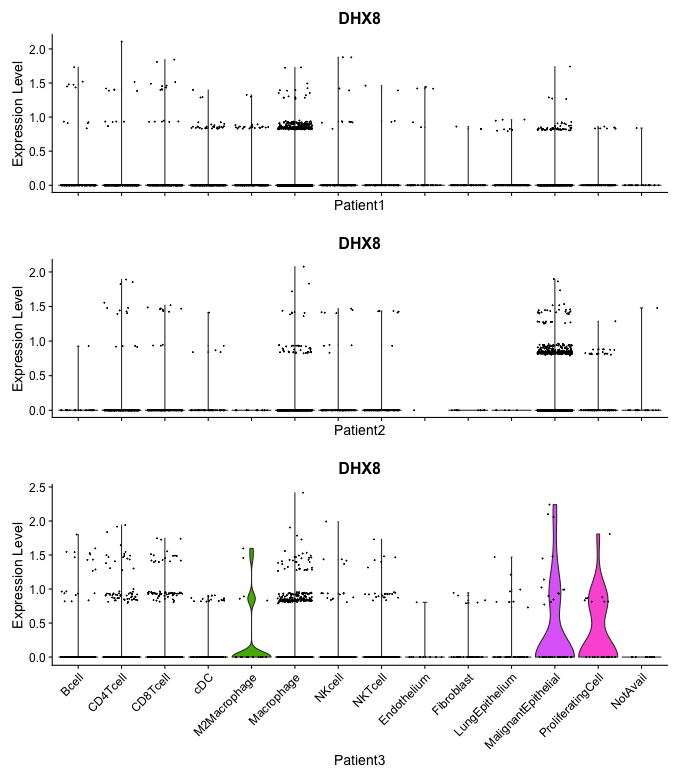 DHX8
Expression Level
2.0
1.5
1.0
0.5
0.0
Patient1
DHX8
Expression Level
2.0
1.5
1.0
0.5
0.0
Patient2
DHX8
Expression Level
2.5
2.0
1.5
1.0
0.5
0.0
Bcell
CD4Tcell
CD8Tcell
cDC
M2Macrophage
Macrophage
NKcell
NKTcell
Endothelium
Fibroblast
LungEpithelium
MalignantEpithelial
ProliferatingCell
NotAvail
Patient3